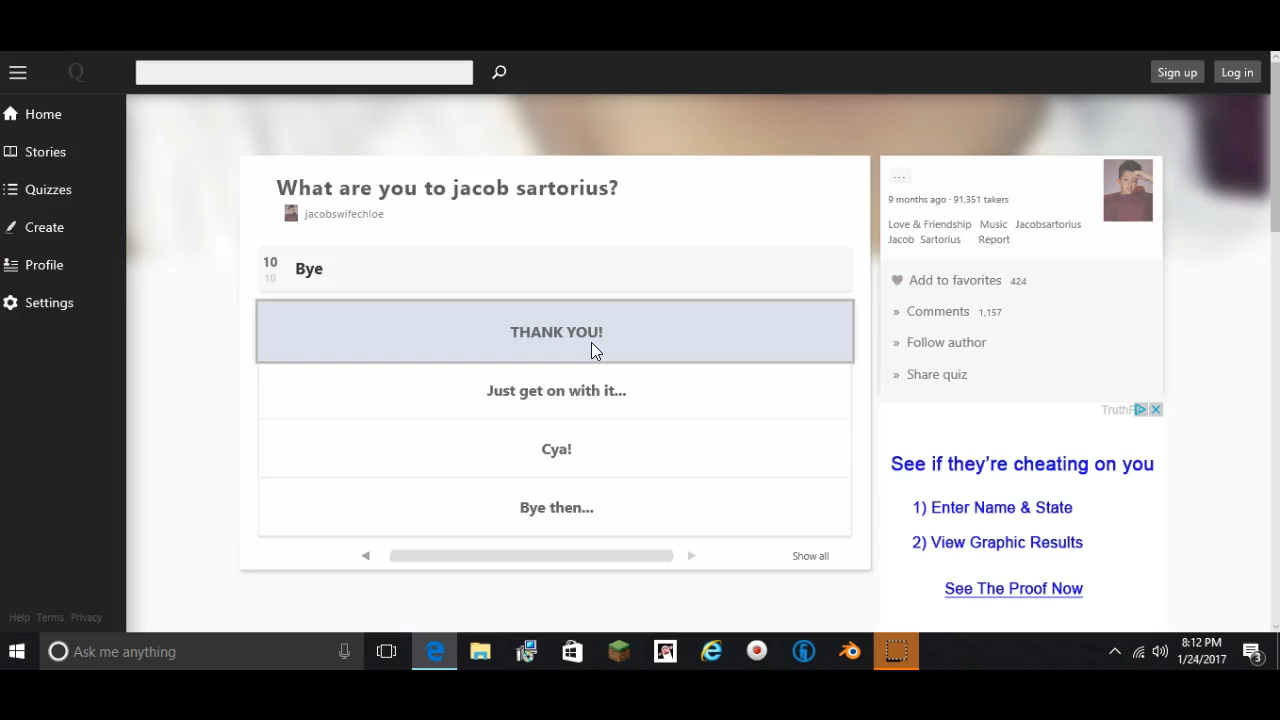 Q
Sign up
Log in
Home
Stories
Quizzes
Create
Profile
Settings
Help Terms Privacy
What are you to jacob sartorius?
jacobswifechloe
10
10
Bye
THANK YOU!
Just get on with it...
Cya!
Bye then...
Show all
...
9 months ago · 91,351 takers
Love & Friendship Music Jacobsartorius
Jacob Sartorius Report
Add to favorites 424
» Comments 1,157
» Follow author
» Share quiz
See if they're cheating on you
1) Enter Name & State
2) View Graphic Results
See The Proof Now
Ask me anything
8:12 PM
1/24/2017
3